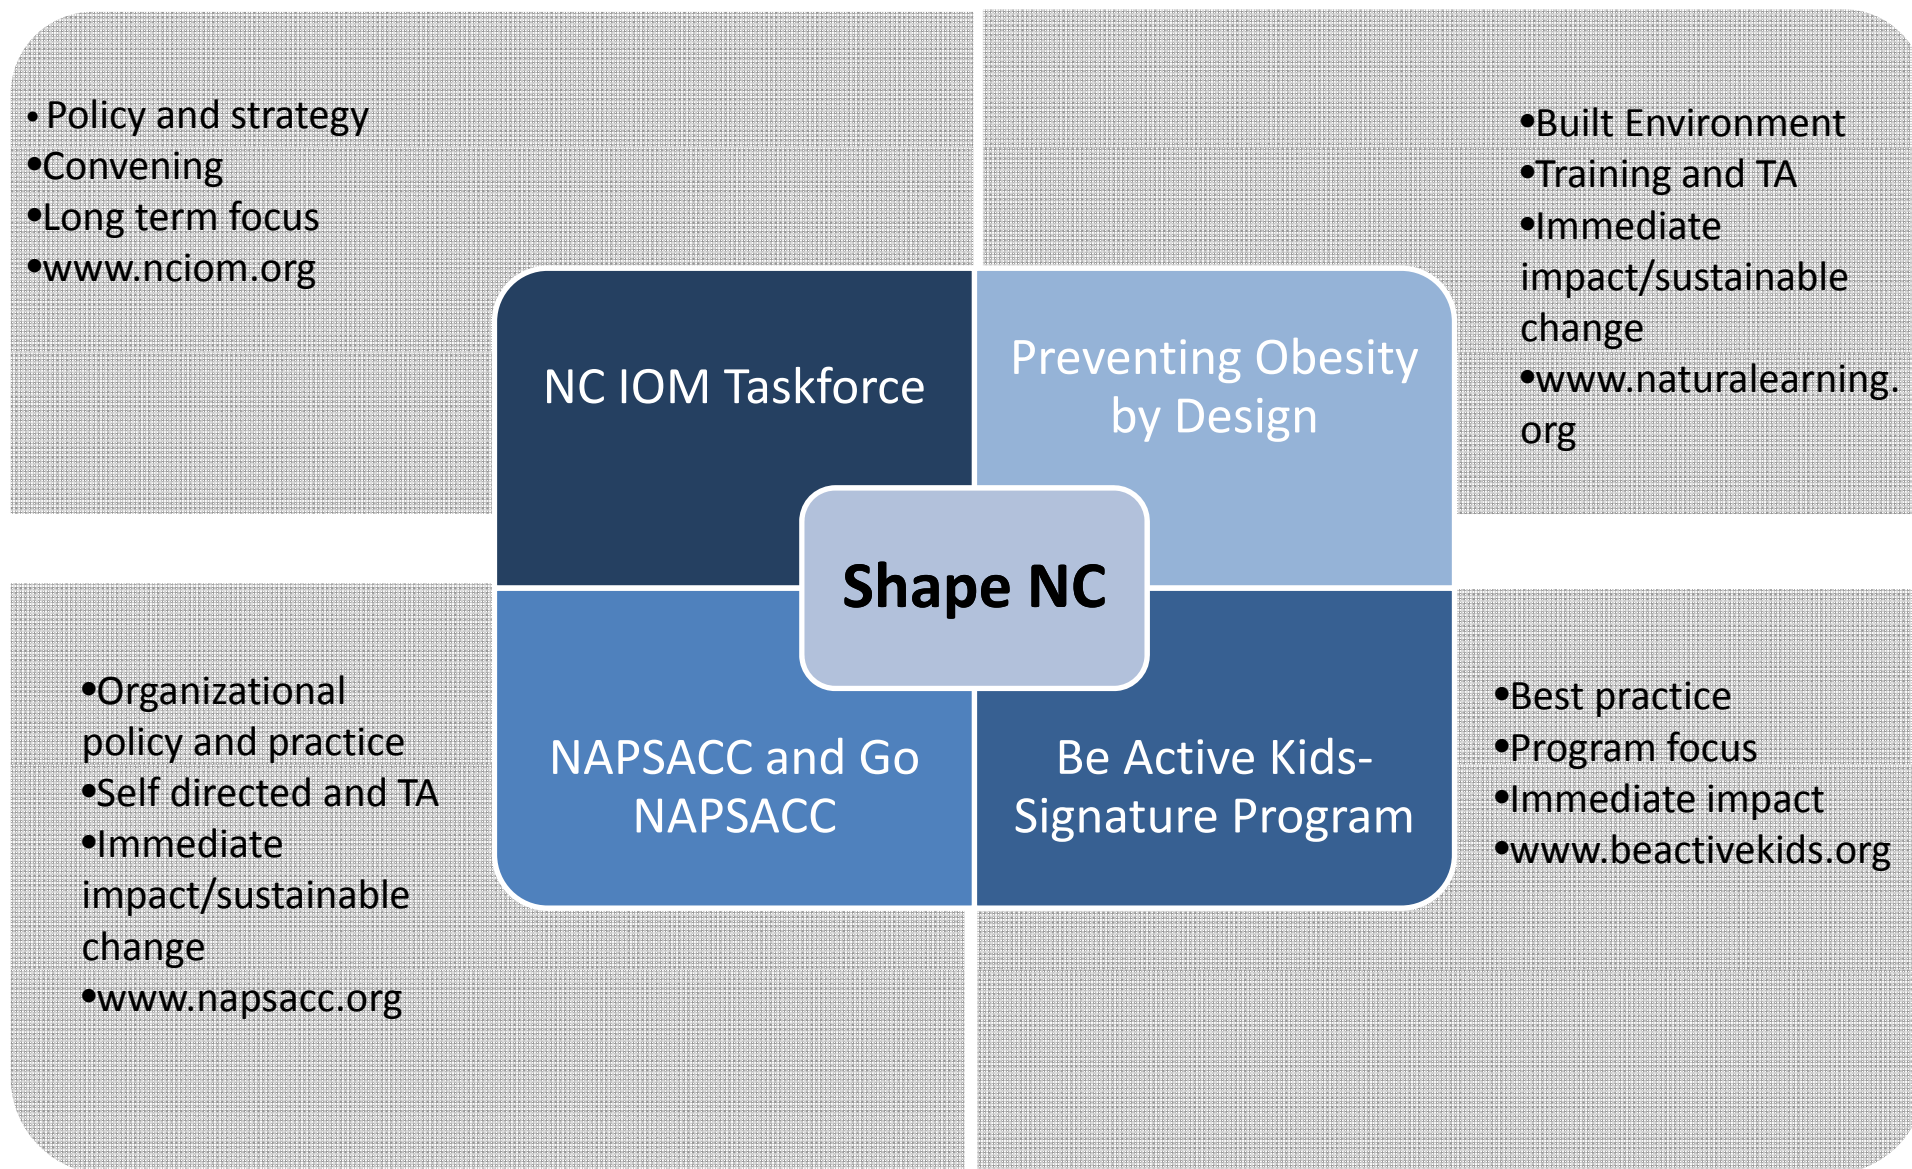 • Policy and strategy
•Convening
•Long term focus
•www.nciom.org
•Built Environment
•Training and TA
•Immediate
impact/sustainable
change
•www.naturalearning.
org
NC IOM Taskforce
Preventing Obesity
by Design
Shape NC
NAPSACC and Go
NAPSACC
Be Active Kids-
Signature Program
•Organizational
policy and practice
•Self directed and TA
•Immediate
impact/sustainable
change
•www.napsacc.org
•Best practice
•Program focus
•Immediate impact
•www.beactivekids.org